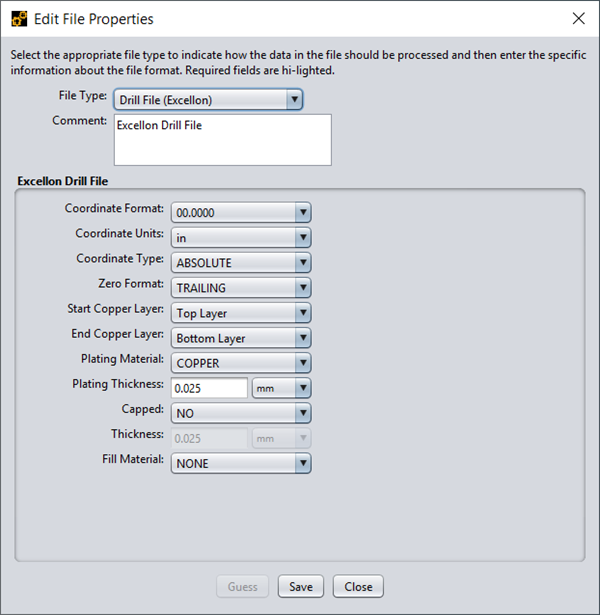 Edit File Properties
Select the appropriate file type to indicate how the data in the file should be processed and then enter the specific
information about the file format. Required fields are hi-lighted.
File Type: Drill File (Excellon)
Comment: Excellon Drill File
Excellon Drill File
Coordinate Format: 00.0000
Coordinate Units: in
Coordinate Type: ABSOLUTE
Zero Format: TRAILING
Start Copper Layer: Top Layer
End Copper Layer: Bottom Layer
Plating Material: COPPER
Plating Thickness: 0.025 mm
Capped: NO
Thickness: 0.025 mm
Fill Material: NONE
Guess Save Close